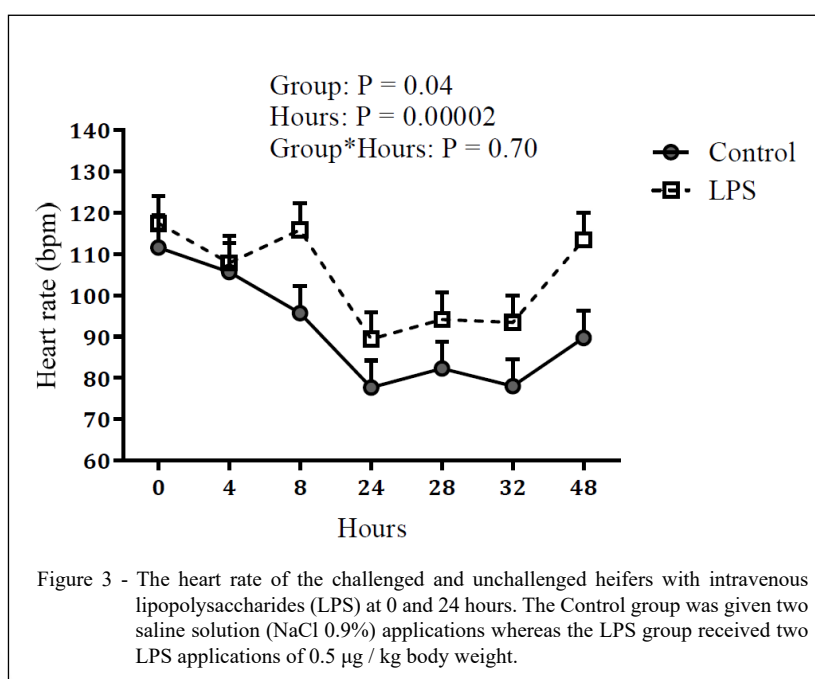 Group: P = 0.04
Hours: P = 0.00002
Group*Hours: P = 0.70
140
130
120
110
100
90
80
70
60
Heart rate (bpm)
Control
LPS
0 4 8 24 28 32 48
Hours
Figure 3 - The heart rate of the challenged and unchallenged heifers with intravenous
lipopolysaccharides (LPS) at 0 and 24 hours. The Control group was given two
saline solution (NaCl 0.9%) applications whereas the LPS group received two
LPS applications of 0.5 μg / kg body weight.